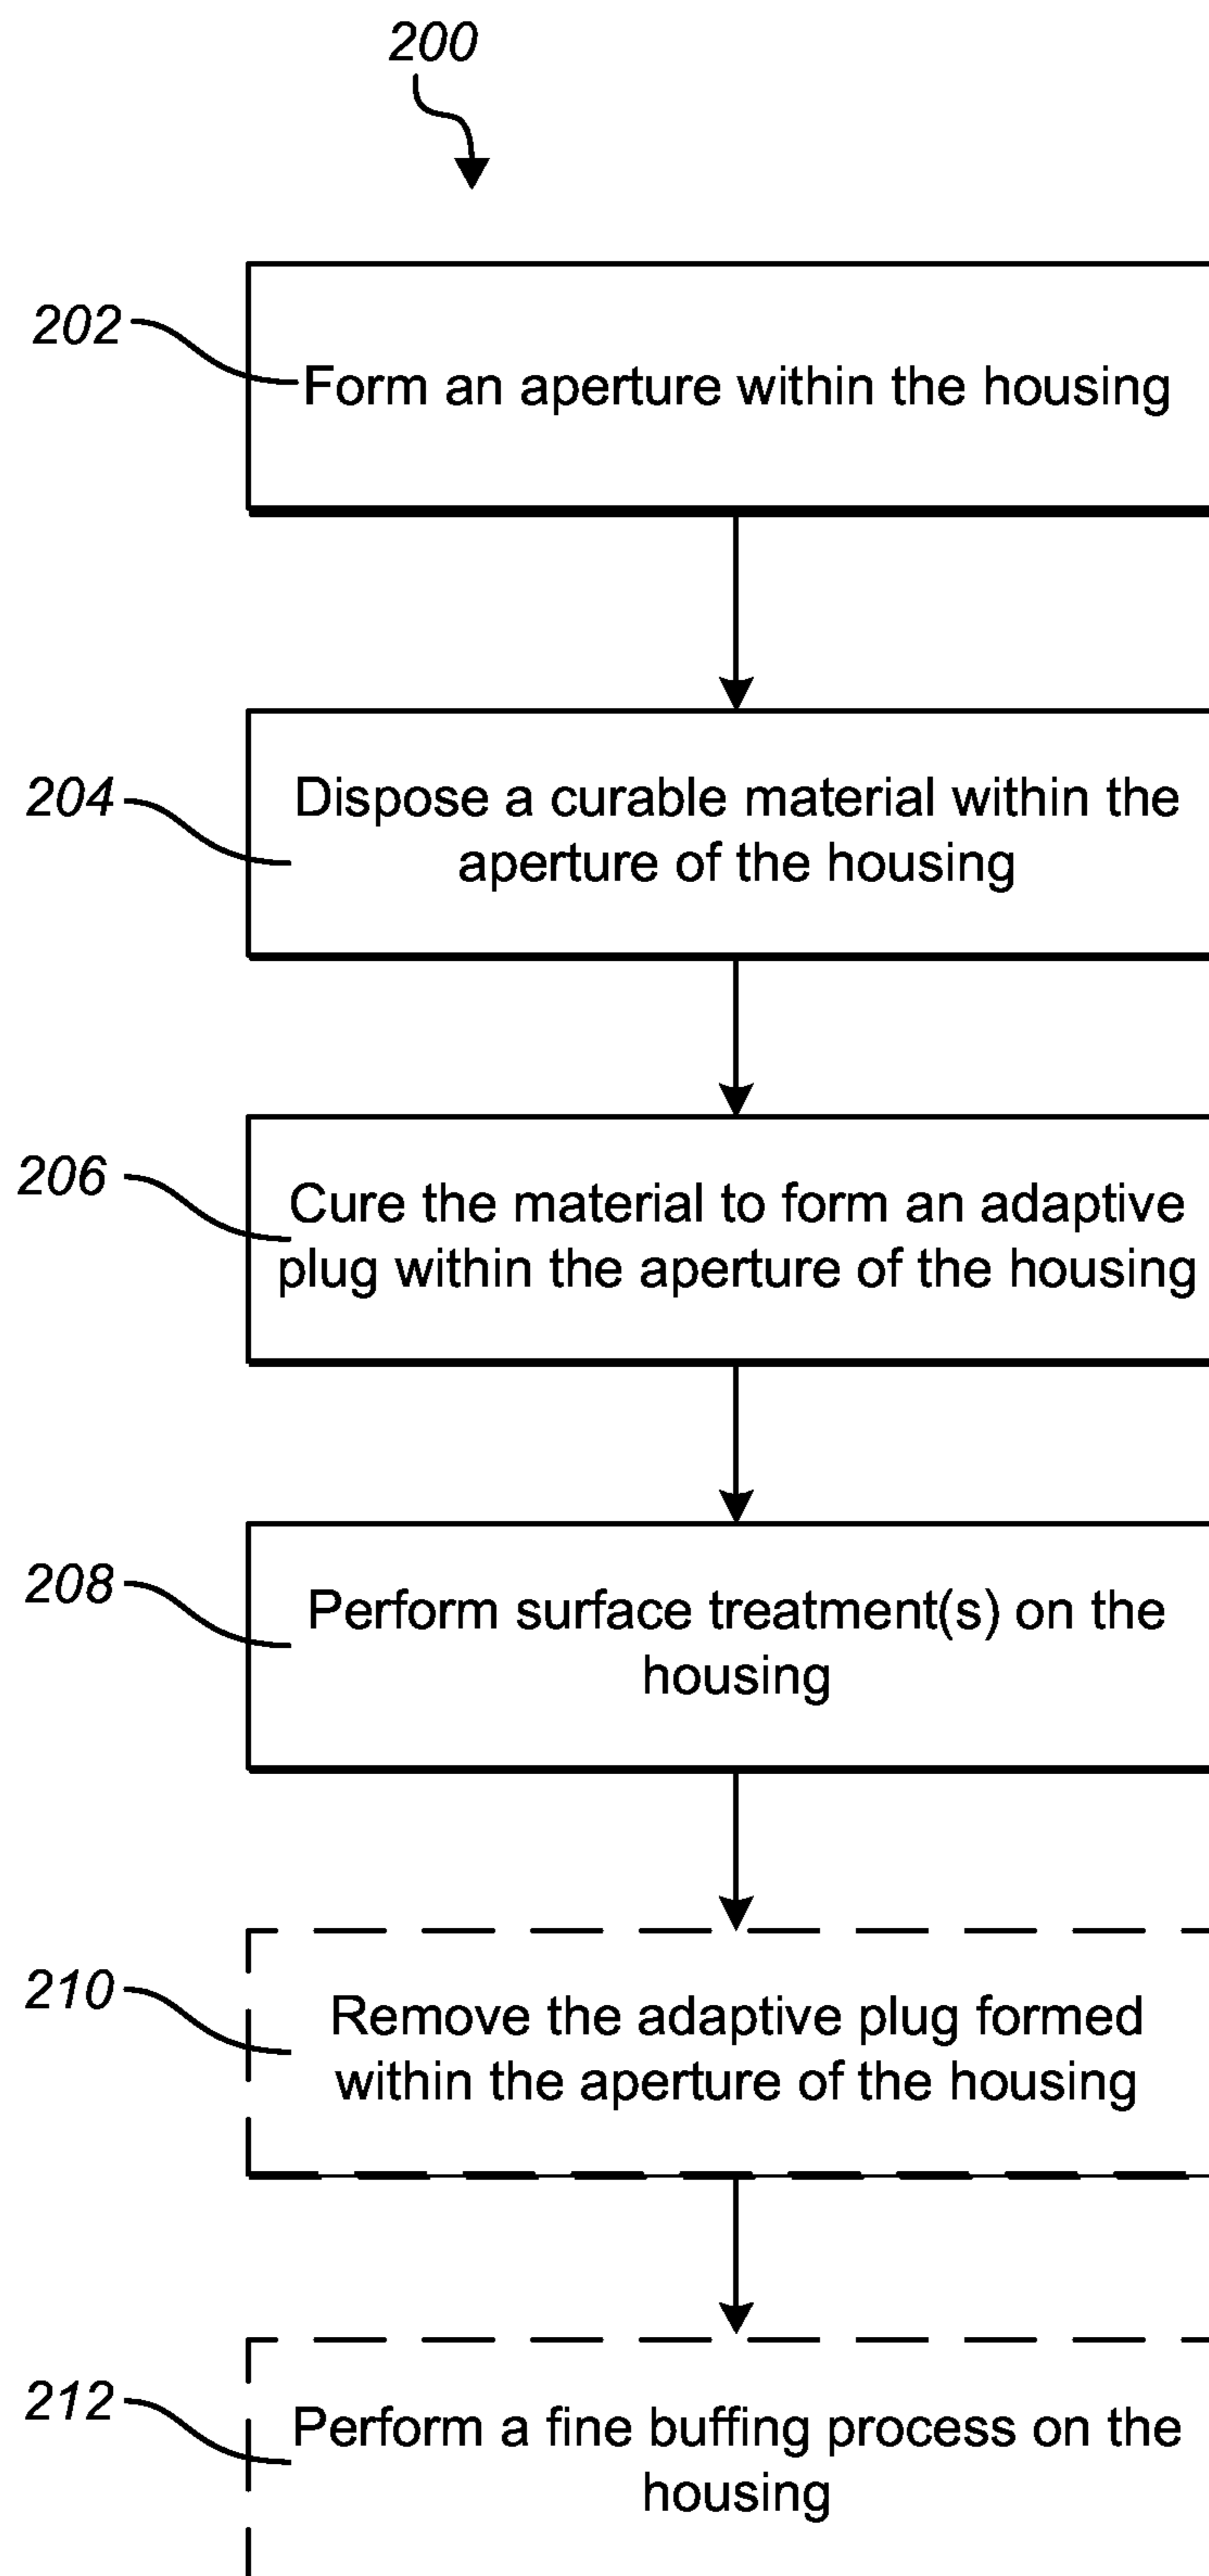 200
202
Form an aperture within the housing
204
Dispose a curable material within the
aperture of the housing
206
Cure the material to form an adaptive
plug within the aperture of the housing
208
Perform surface treatment(s) on the
housing
210
Remove the adaptive plug formed
within the aperture of the housing
212
Perform a fine buffing process on the
housing